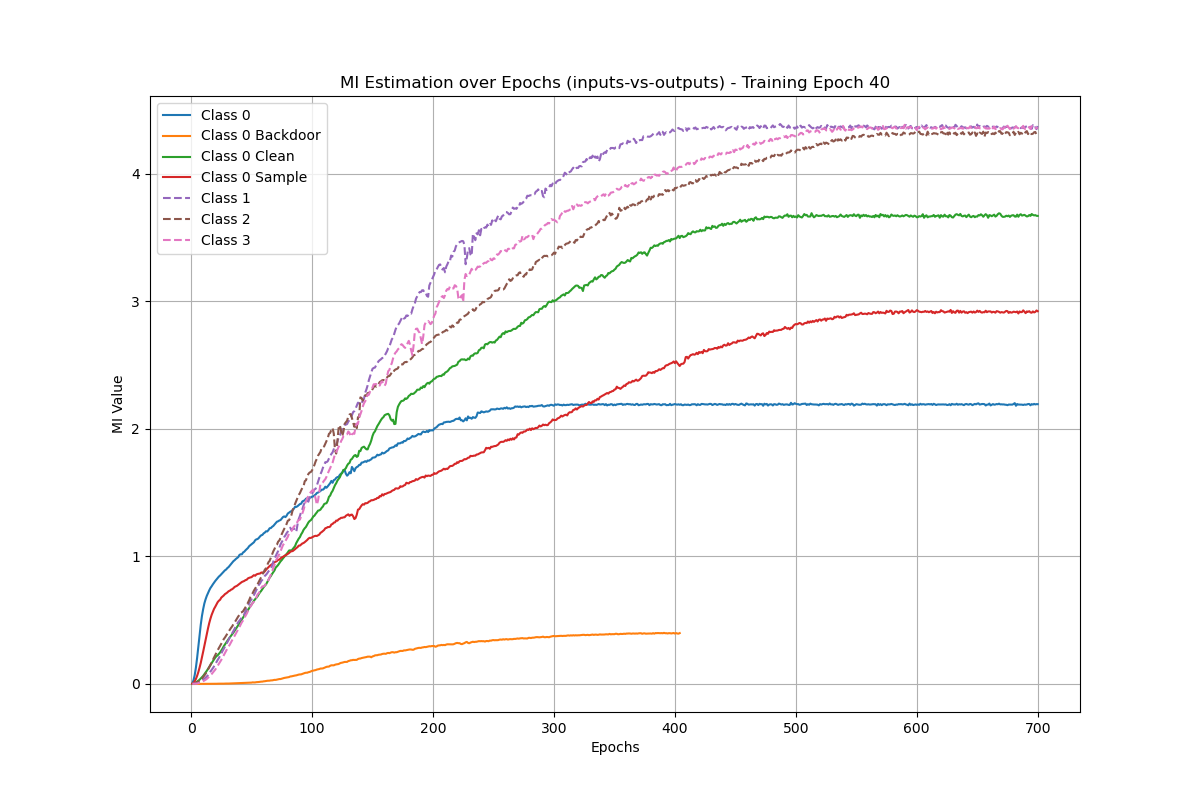 MI Estimation over Epochs (inputs-vs-outputs) - Training Epoch 40
Class 0
Class 0 Backdoor
Class 0 Clean
Class 0 Sample
Class 1
Class 2
Class 3
MI Value
4
3
2
1
0
0 100 200 300 400 500 600 700
Epochs